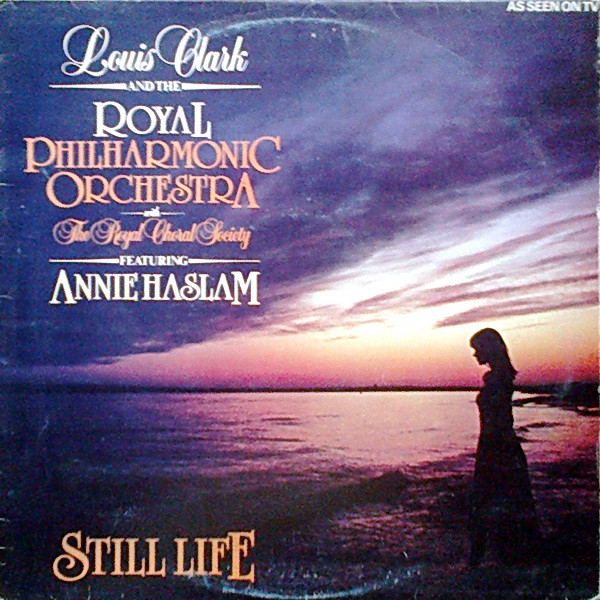 AS SEEN ON TV
Louis Clark
AND THE
ROYAL
PHILHARMONIC
ORCHESTRA
with
The Royal Choral Society
FEATURING
ANNIE HASLAM
STILL LIFE